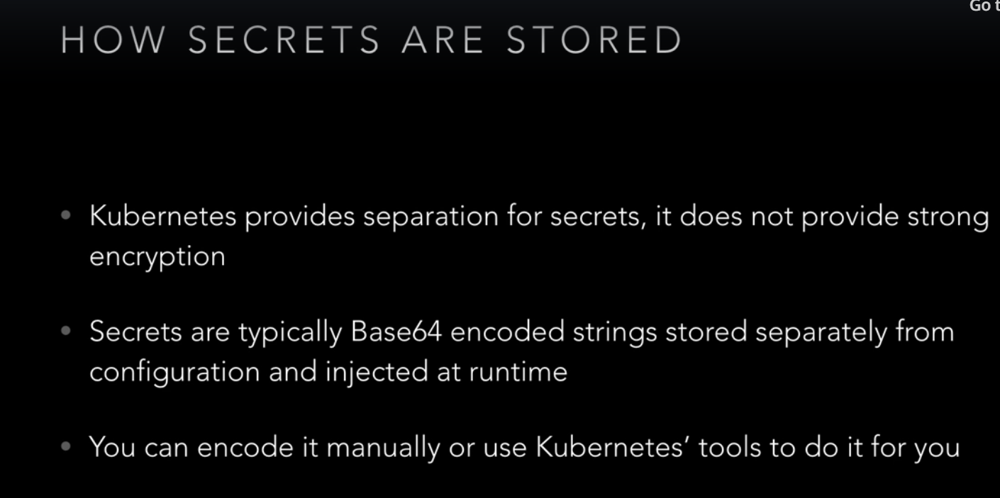 Go t
HOW SECRETS ARE STORED
• Kubernetes provides separation for secrets, it does not provide strong
encryption
• Secrets are typically Base64 encoded strings stored separately from
configuration and injected at runtime
• You can encode it manually or use Kubernetes’ tools to do it for you